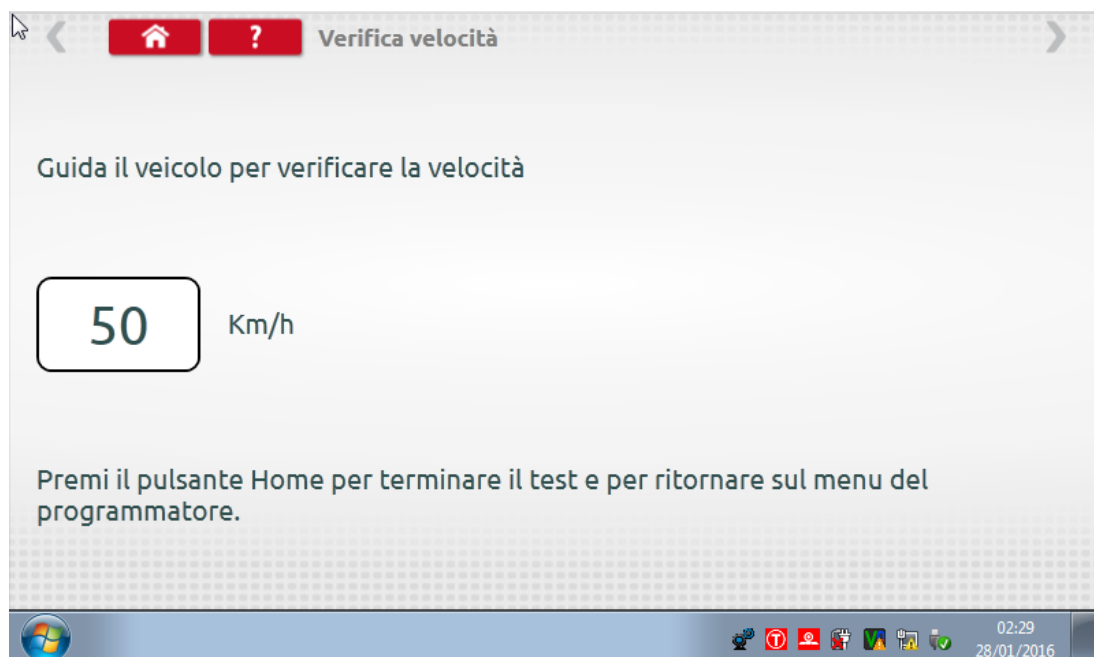 ? Verifica velocità
Guida il veicolo per verificare la velocità
50 Km/h
Premi il pulsante Home per terminare il test e per ritornare sul menu del
programmatore.
02:29
28/01/2016